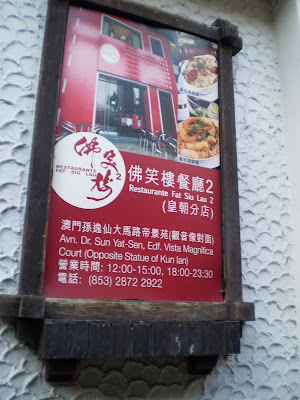 佛笑樓2
RESTAURANTE
FAT SIU LAU
佛笑樓餐廳2
Restaurante Fat Siu Lau 2
(皇朝分店)
澳門孫逸仙大馬路帝景苑(觀音像對面)
Avn. Dr. Sun Yat-Sen, Edf. Vista Magnifica
Court (Opposite Statue of Kun Ian)
營業時間: 12:00-15:00, 18:00-23:30
電話: (853) 2872 2922